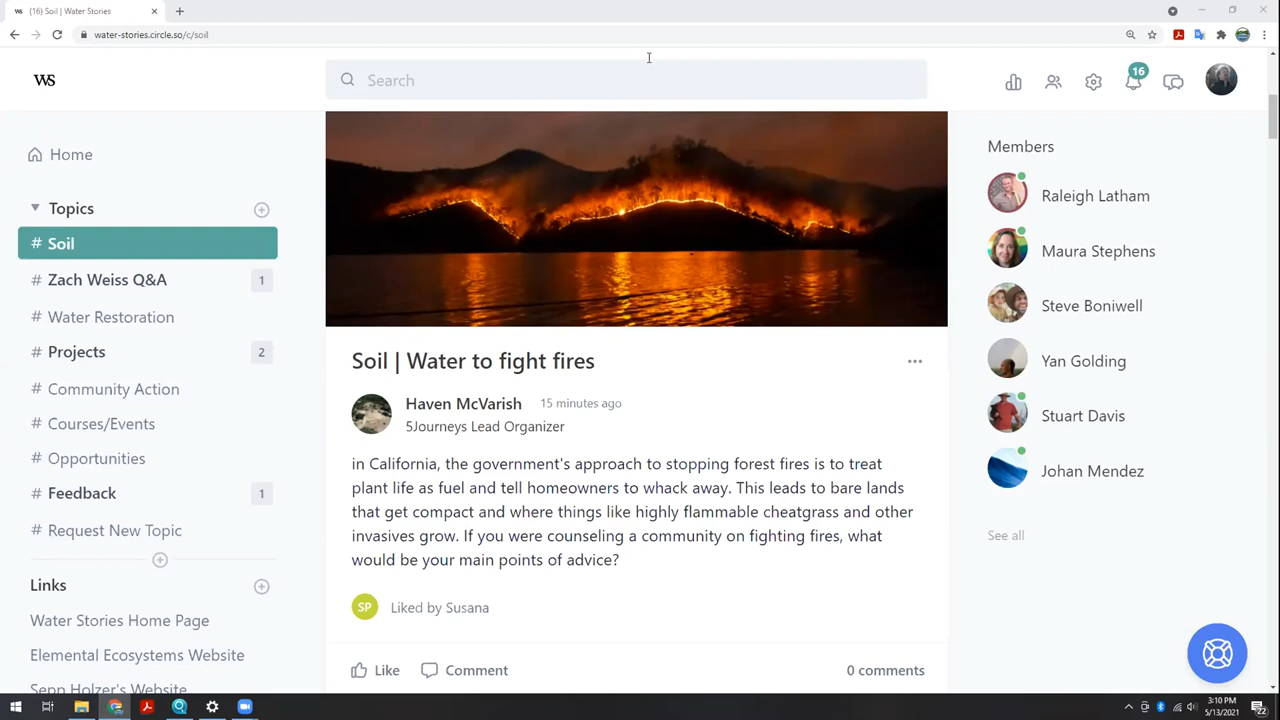 (16) Soil | Water Stories
water-stories.circle.so/c/soil
WS
Search
16
Home
Topics
# Soil
# Zach Weiss Q&A 1
# Water Restoration
# Projects 2
# Community Action
# Courses/Events
# Opportunities
# Feedback 1
# Request New Topic
Links
Water Stories Home Page
Elemental Ecosystems Website
Sepp Holzer's Website
Soil | Water to fight fires
Haven McVarish 15 minutes ago
5Journeys Lead Organizer
in California, the government's approach to stopping forest fires is to treat
plant life as fuel and tell homeowners to whack away. This leads to bare lands
that get compact and where things like highly flammable cheatgrass and other
invasives grow. If you were counseling a community on fighting fires, what
would be your main points of advice?
SP Liked by Susana
Like Comment 0 comments
Members
Raleigh Latham
Maura Stephens
Steve Boniwell
Yan Golding
Stuart Davis
Johan Mendez
See all
3:10 PM
5/13/2021
22